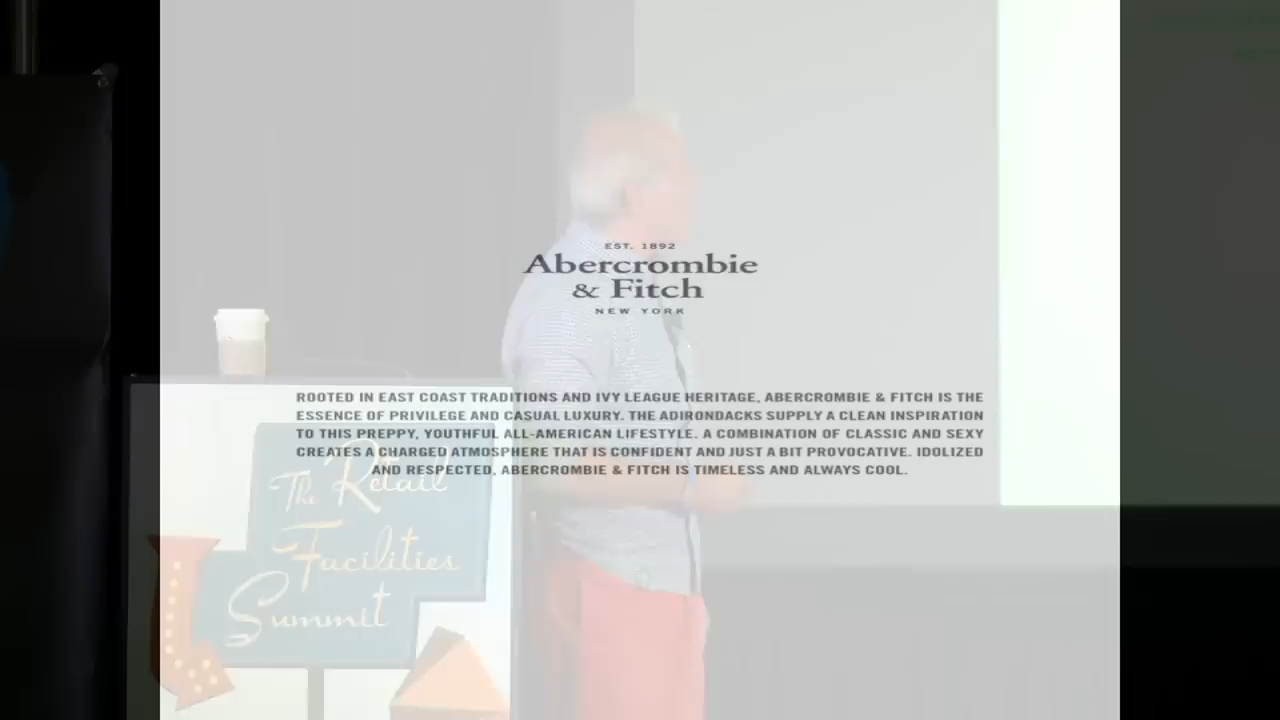 EST. 1892
Abercrombie
& Fitch
NEW YORK
ROOTED IN EAST COAST TRADITIONS AND IVY LEAGUE HERITAGE, ABERCROMBIE & FITCH IS THE
ESSENCE OF PRIVILEGE AND CASUAL LUXURY. THE ADIRONDACKS SUPPLY A CLEAN INSPIRATION
TO THIS PREPPY, YOUTHFUL ALL-AMERICAN LIFESTYLE. A COMBINATION OF CLASSIC AND SEXY
CREATES A CHARGED ATMOSPHERE THAT IS CONFIDENT AND JUST A BIT PROVOCATIVE. IDOLIZED
AND RESPECTED, ABERCROMBIE & FITCH IS TIMELESS AND ALWAYS COOL.
The Retail
Facilities
Summit